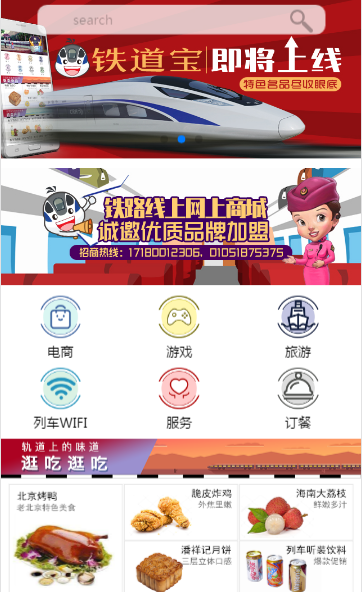 search
铁道宝 即将上线
特色名品尽收眼底
铁路线上网上商城
诚邀优质品牌加盟
招商热线：17180012306、01051875375
电商 游戏 旅游
列车WIFI 服务 订餐
轨道上的味道
逛吃逛吃
北京烤鸭
老北京特色美食
脆皮炸鸡
外焦里嫩
海南大荔枝
鲜嫩多汁
潘祥记月饼
三层立体口感
列车听装饮料
爆款促销